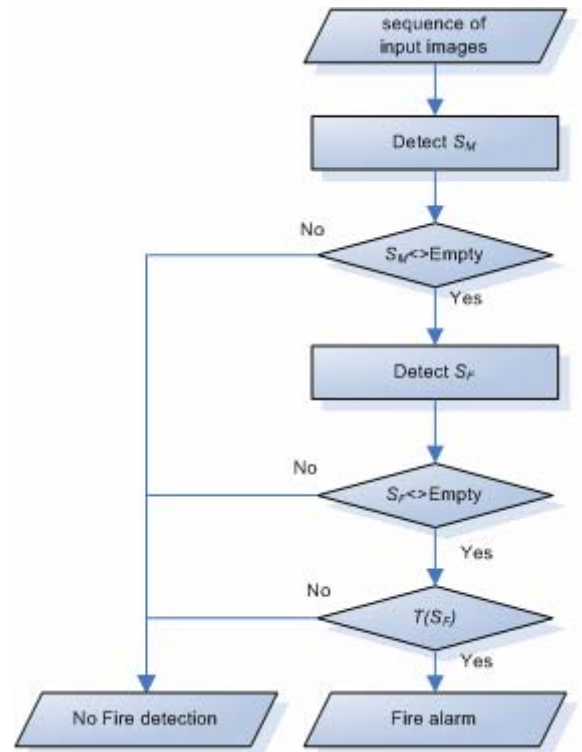 sequence of
input images
Detect S_M
No
S_M<>Empty
Yes
Detect S_F
No
S_F<>Empty
Yes
No
T(S_F)
Yes
No Fire detection
Fire alarm